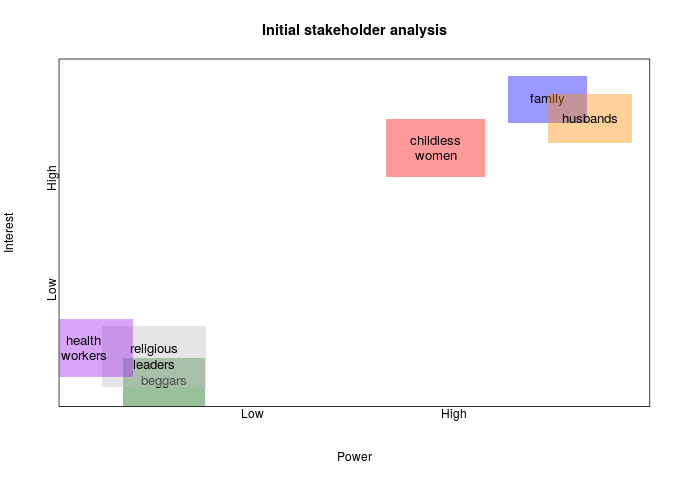 Initial stakeholder analysis
family
husbands
childless
women
High
Interest
Low
health
workers
religious
leaders
beggars
Low
High
Power